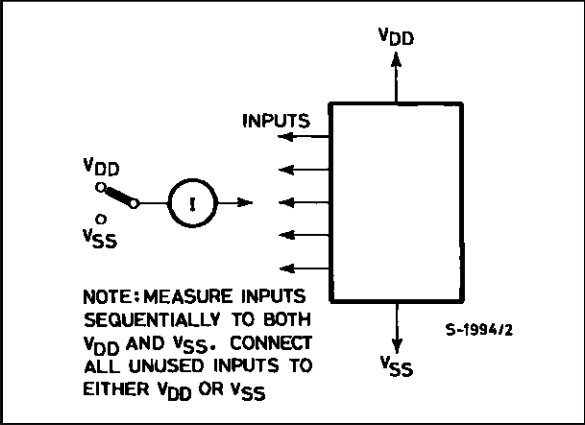 VDD
INPUTS
VDD
I
VSS
NOTE: MEASURE INPUTS
SEQUENTIALLY TO BOTH
VDD AND VSS. CONNECT
ALL UNUSED INPUTS TO
EITHER VDD OR VSS
S-1994/2
VSS